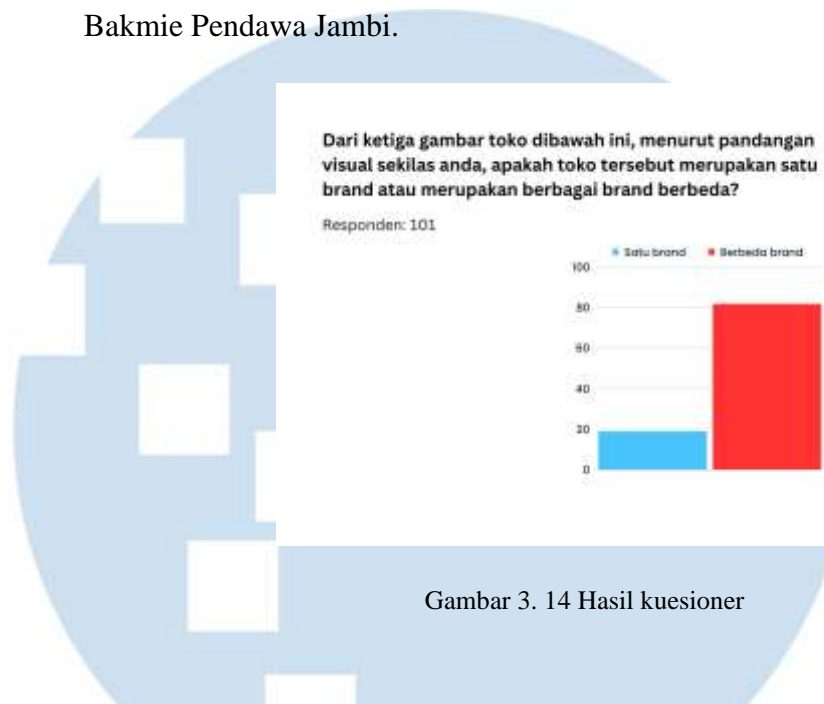 Bakmie Pendawa Jambi.
Dari ketiga gambar toko dibawah ini, menurut pandangan
visual sekilas anda, apakah toko tersebut merupakan satu
brand atau merupakan berbagai brand berbeda?
Responden: 101
Satu brand Berbeda brand
100
80
60
40
20
0
Gambar 3. 14 Hasil kuesioner